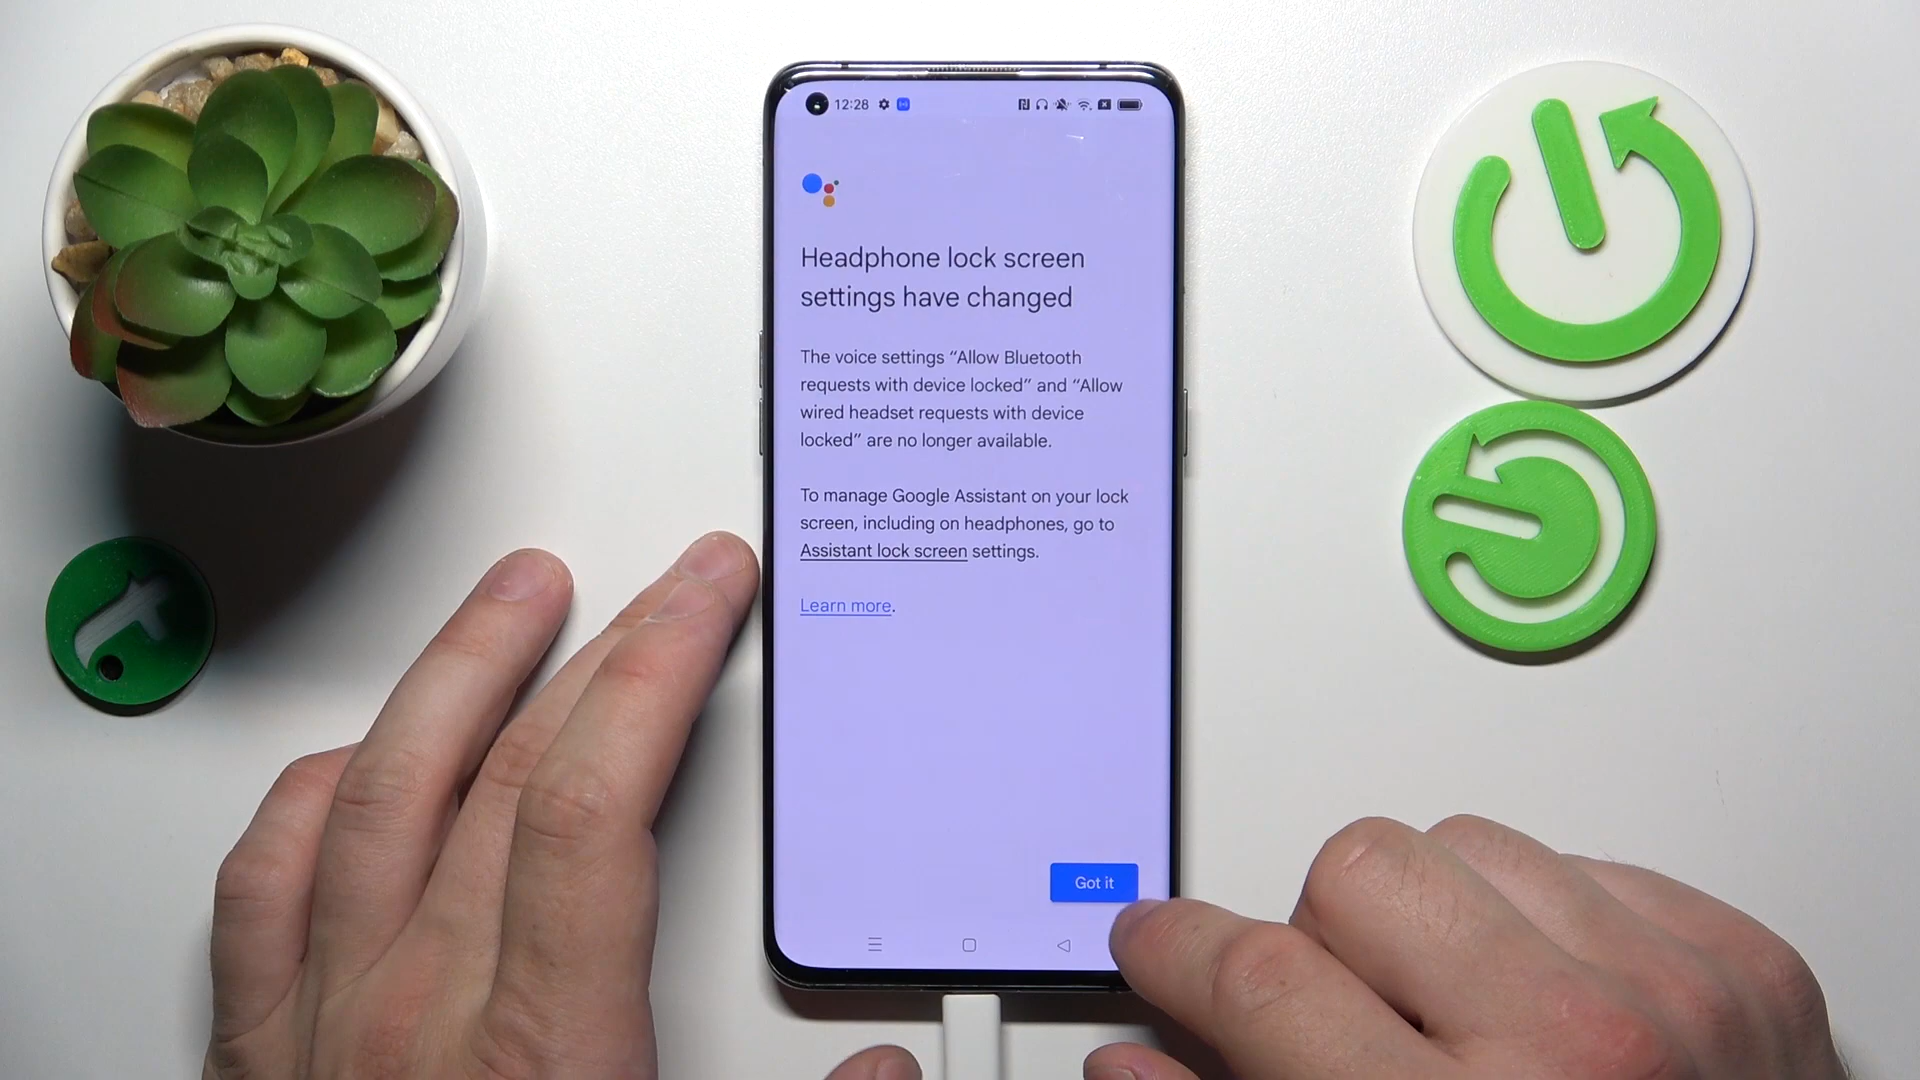 12:28
Headphone lock screen
settings have changed
The voice settings “Allow Bluetooth
requests with device locked” and “Allow
wired headset requests with device
locked” are no longer available.
To manage Google Assistant on your lock
screen, including on headphones, go to
Assistant lock screen settings.
Learn more.
Got it